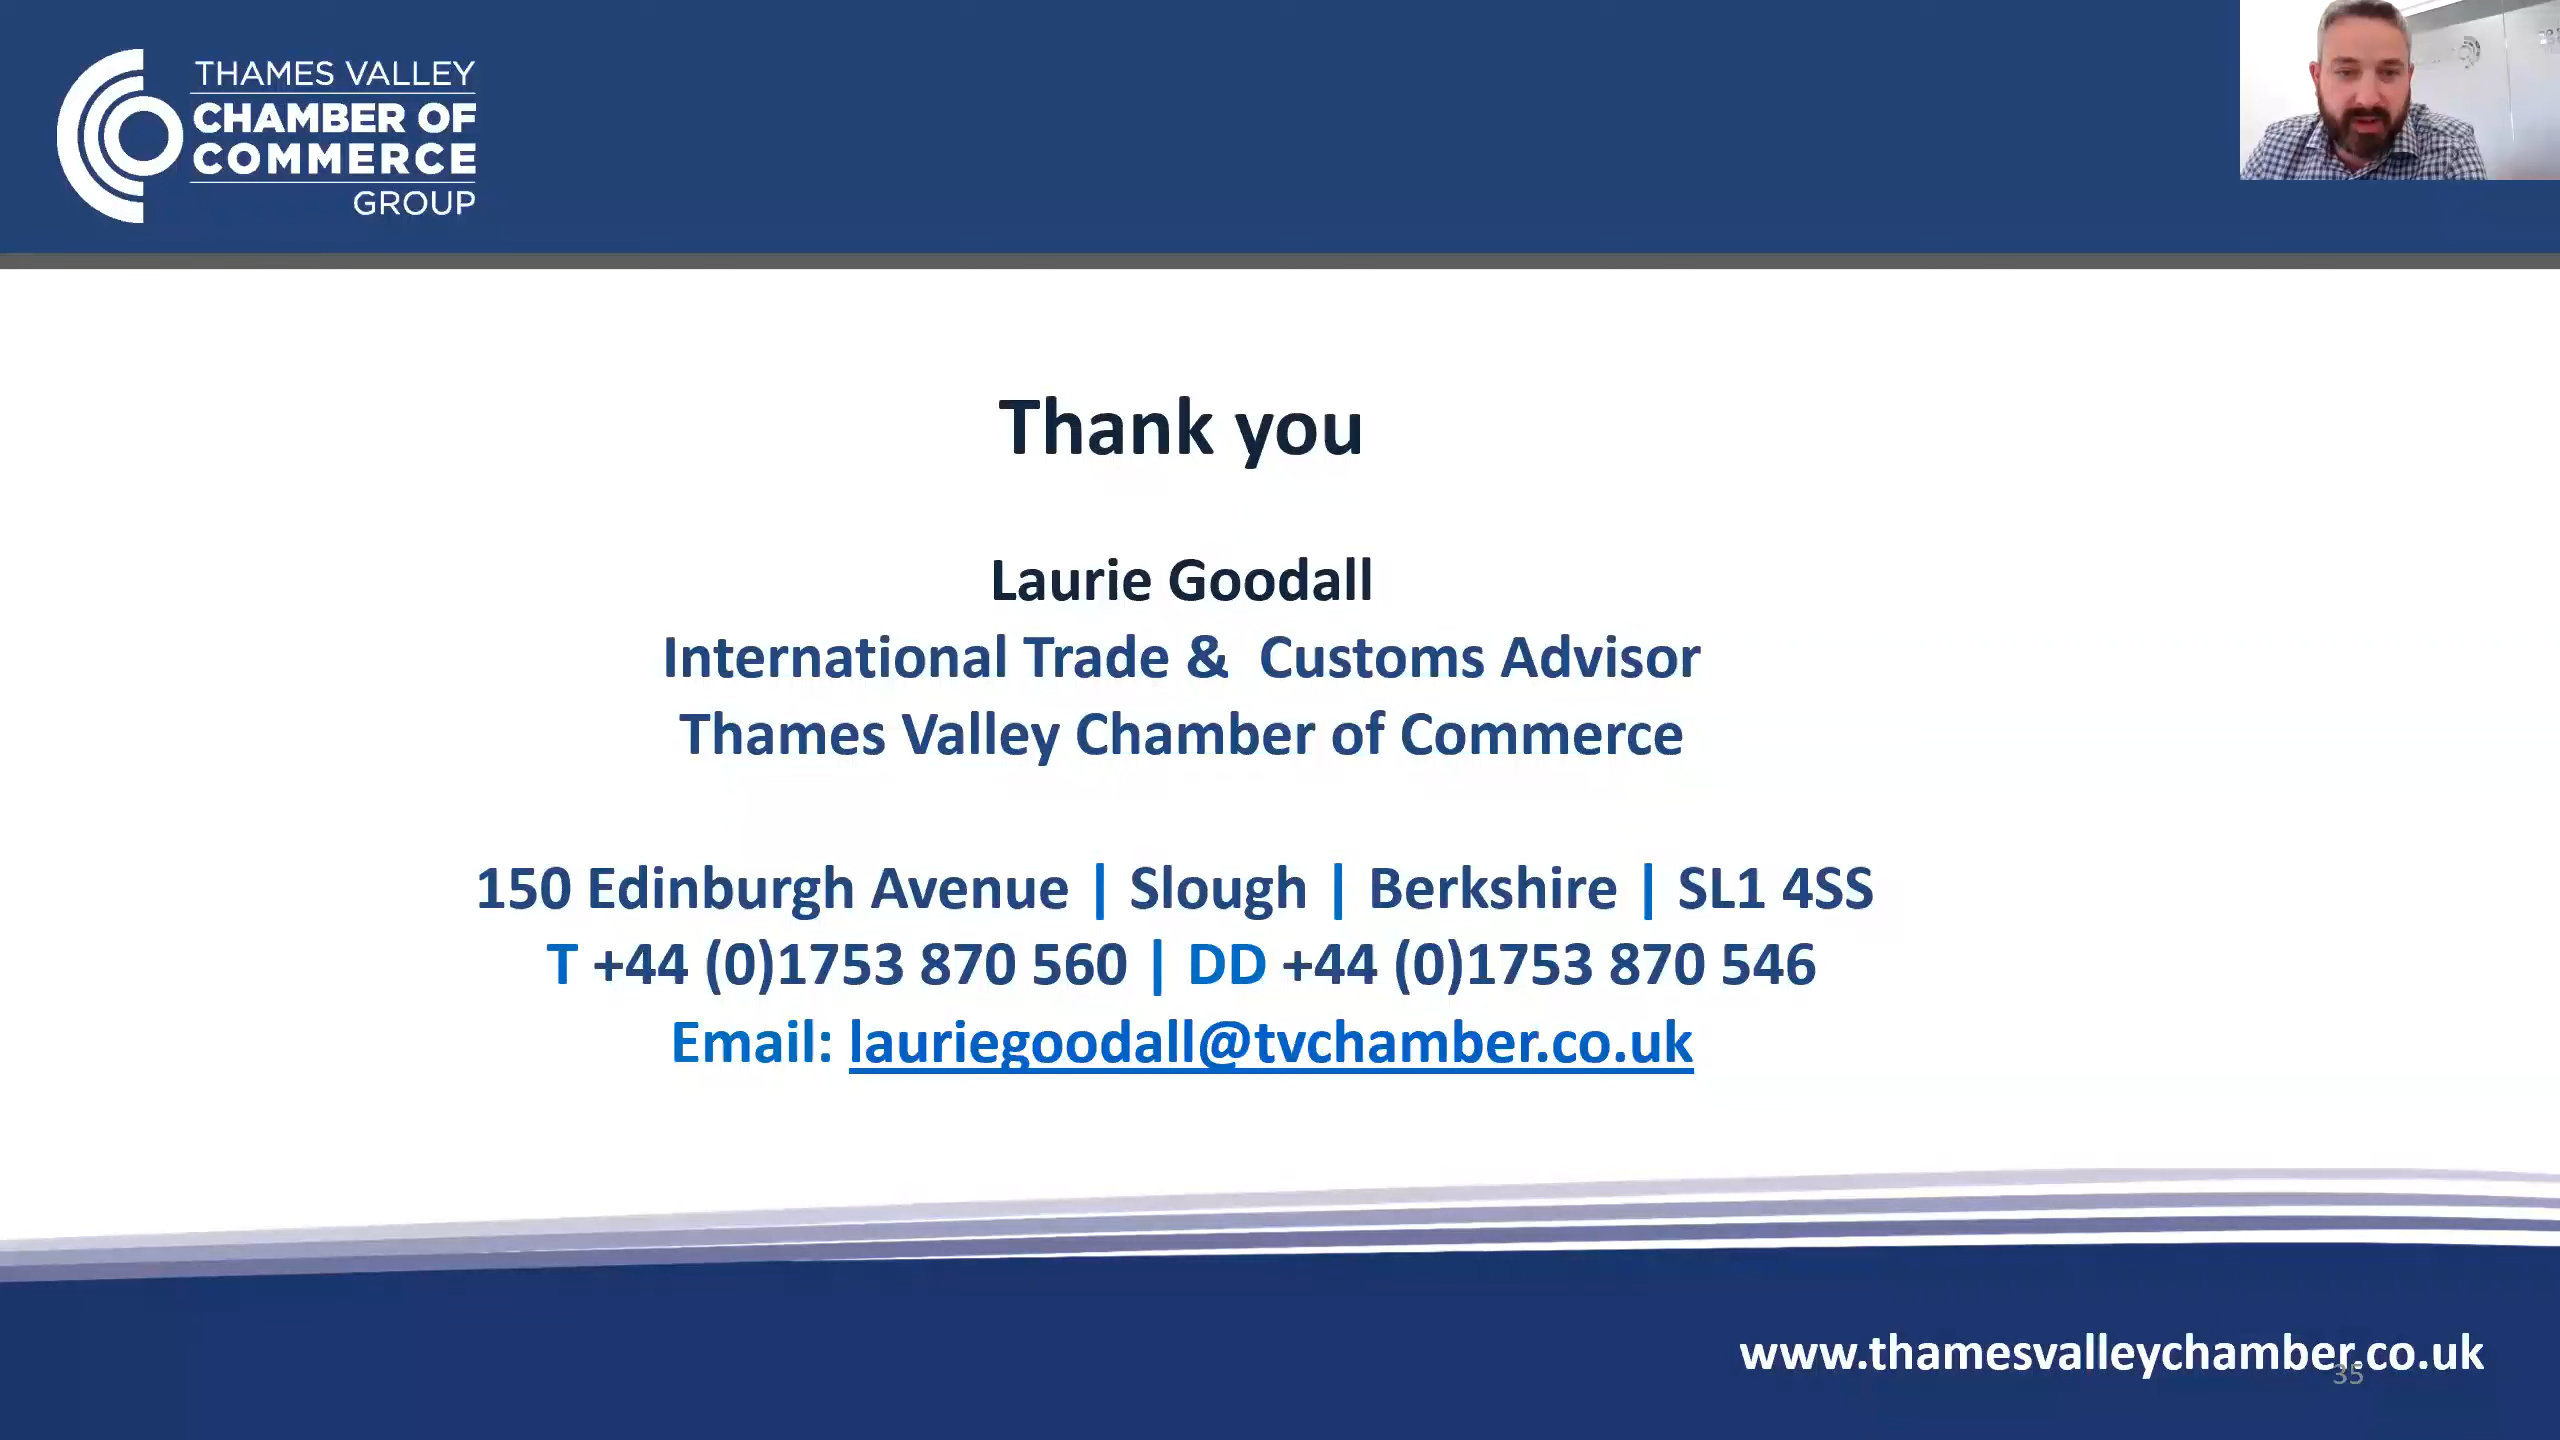 THAMES VALLEY
CHAMBER OF
COMMERCE
GROUP
Thank you
Laurie Goodall
International Trade &  Customs Advisor
Thames Valley Chamber of Commerce
150 Edinburgh Avenue | Slough | Berkshire | SL1 4SS
T +44 (0)1753 870 560 | DD +44 (0)1753 870 546
Email: lauriegoodall@tvchamber.co.uk
www.thamesvalleychamber.co.uk
35